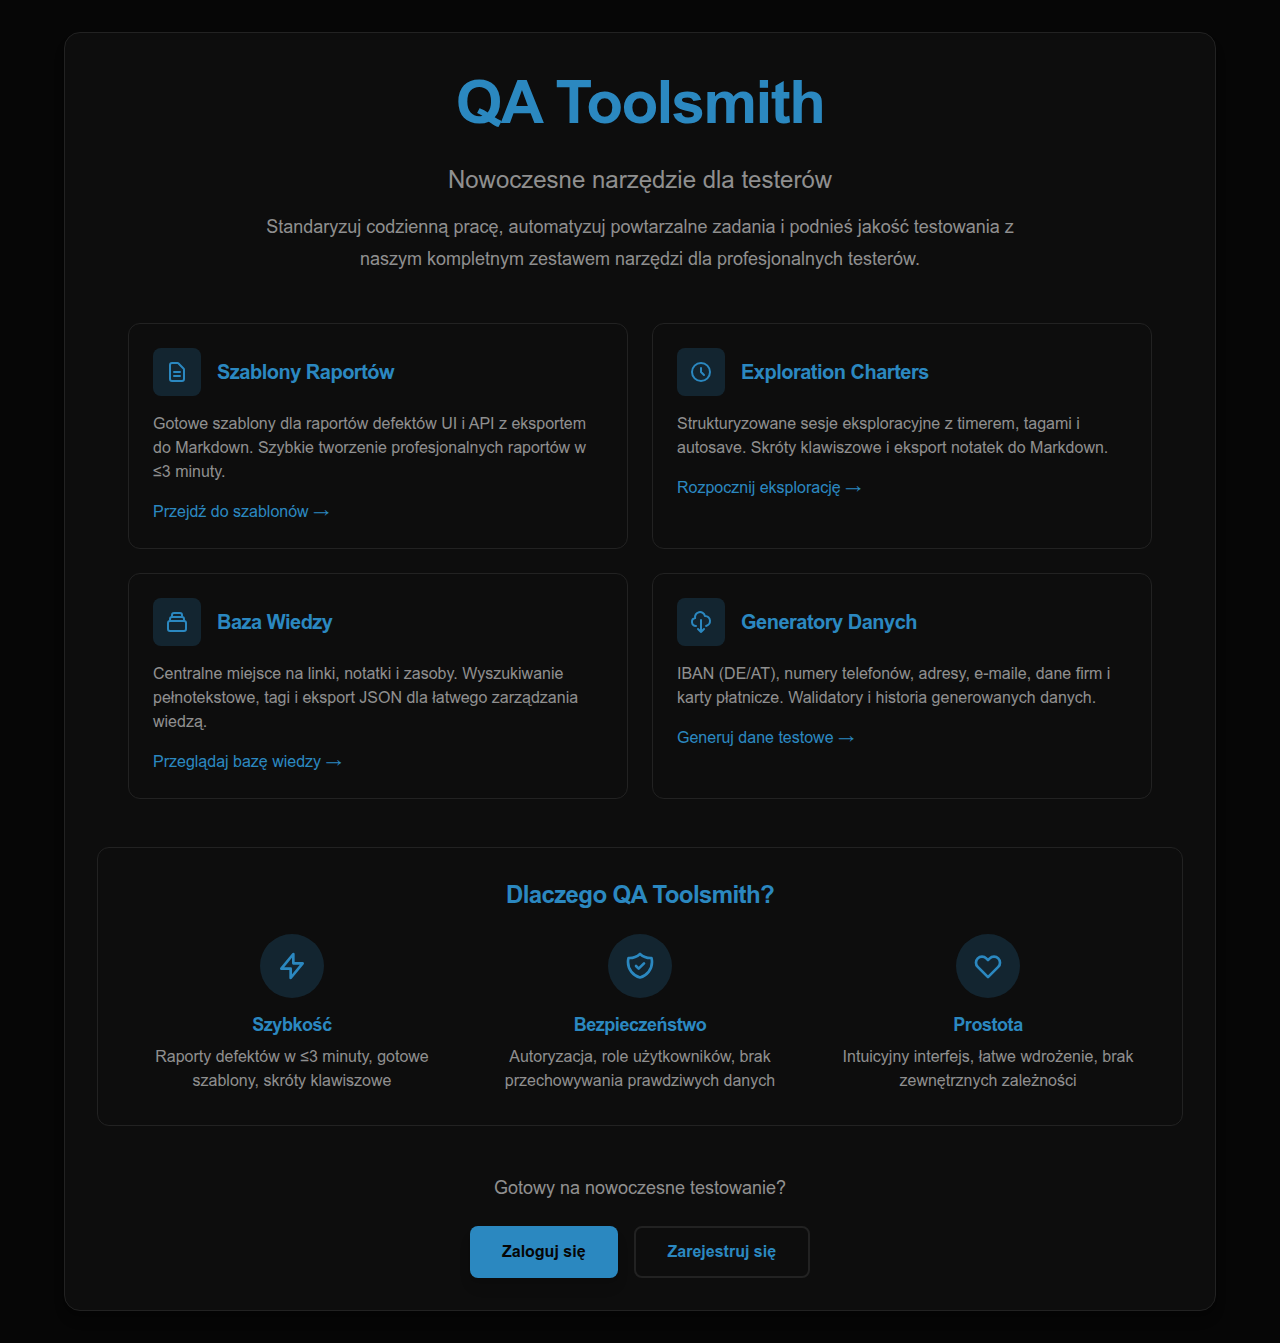 QA Toolsmith
Nowoczesne narzędzie dla testerów
Standaryzuj codzienną pracę, automatyzuj powtarzalne zadania i podnieś jakość testowania z
naszym kompletnym zestawem narzędzi dla profesjonalnych testerów.
Szablony Raportów
Gotowe szablony dla raportów defektów UI i API z eksportem
do Markdown. Szybkie tworzenie profesjonalnych raportów w
≤3 minuty.
Przejdź do szablonów →
Exploration Charters
Strukturyzowane sesje eksploracyjne z timerem, tagami i
autosave. Skróty klawiszowe i eksport notatek do Markdown.
Rozpocznij eksplorację →
Baza Wiedzy
Centralne miejsce na linki, notatki i zasoby. Wyszukiwanie
pełnotekstowe, tagi i eksport JSON dla łatwego zarządzania
wiedzą.
Przeglądaj bazę wiedzy →
Generatory Danych
IBAN (DE/AT), numery telefonów, adresy, e-maile, dane firm i
karty płatnicze. Walidatory i historia generowanych danych.
Generuj dane testowe →
Dlaczego QA Toolsmith?
Szybkość
Raporty defektów w ≤3 minuty, gotowe
szablony, skróty klawiszowe
Bezpieczeństwo
Autoryzacja, role użytkowników, brak
przechowywania prawdziwych danych
Prostota
Intuicyjny interfejs, łatwe wdrożenie, brak
zewnętrznych zależności
Gotowy na nowoczesne testowanie?
Zaloguj się
Zarejestruj się